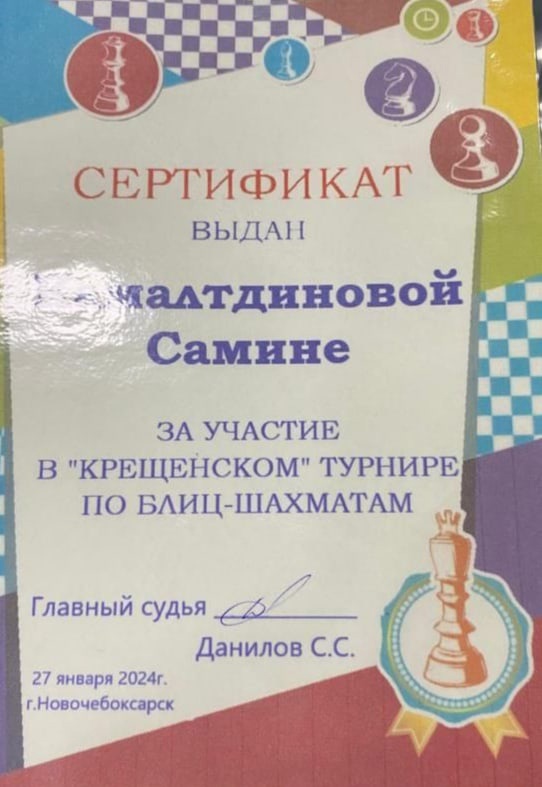 СЕРТИФИКАТ
ВЫДАН
Самине
ЗА УЧАСТИЕ
В "КРЕЩЕНСКОМ" ТУРНИРЕ
ПО БЛИЦ-ШАХМАТАМ
Главный судья
Данилов С.С.
27 января 2024г.
г.Новочебоксарск